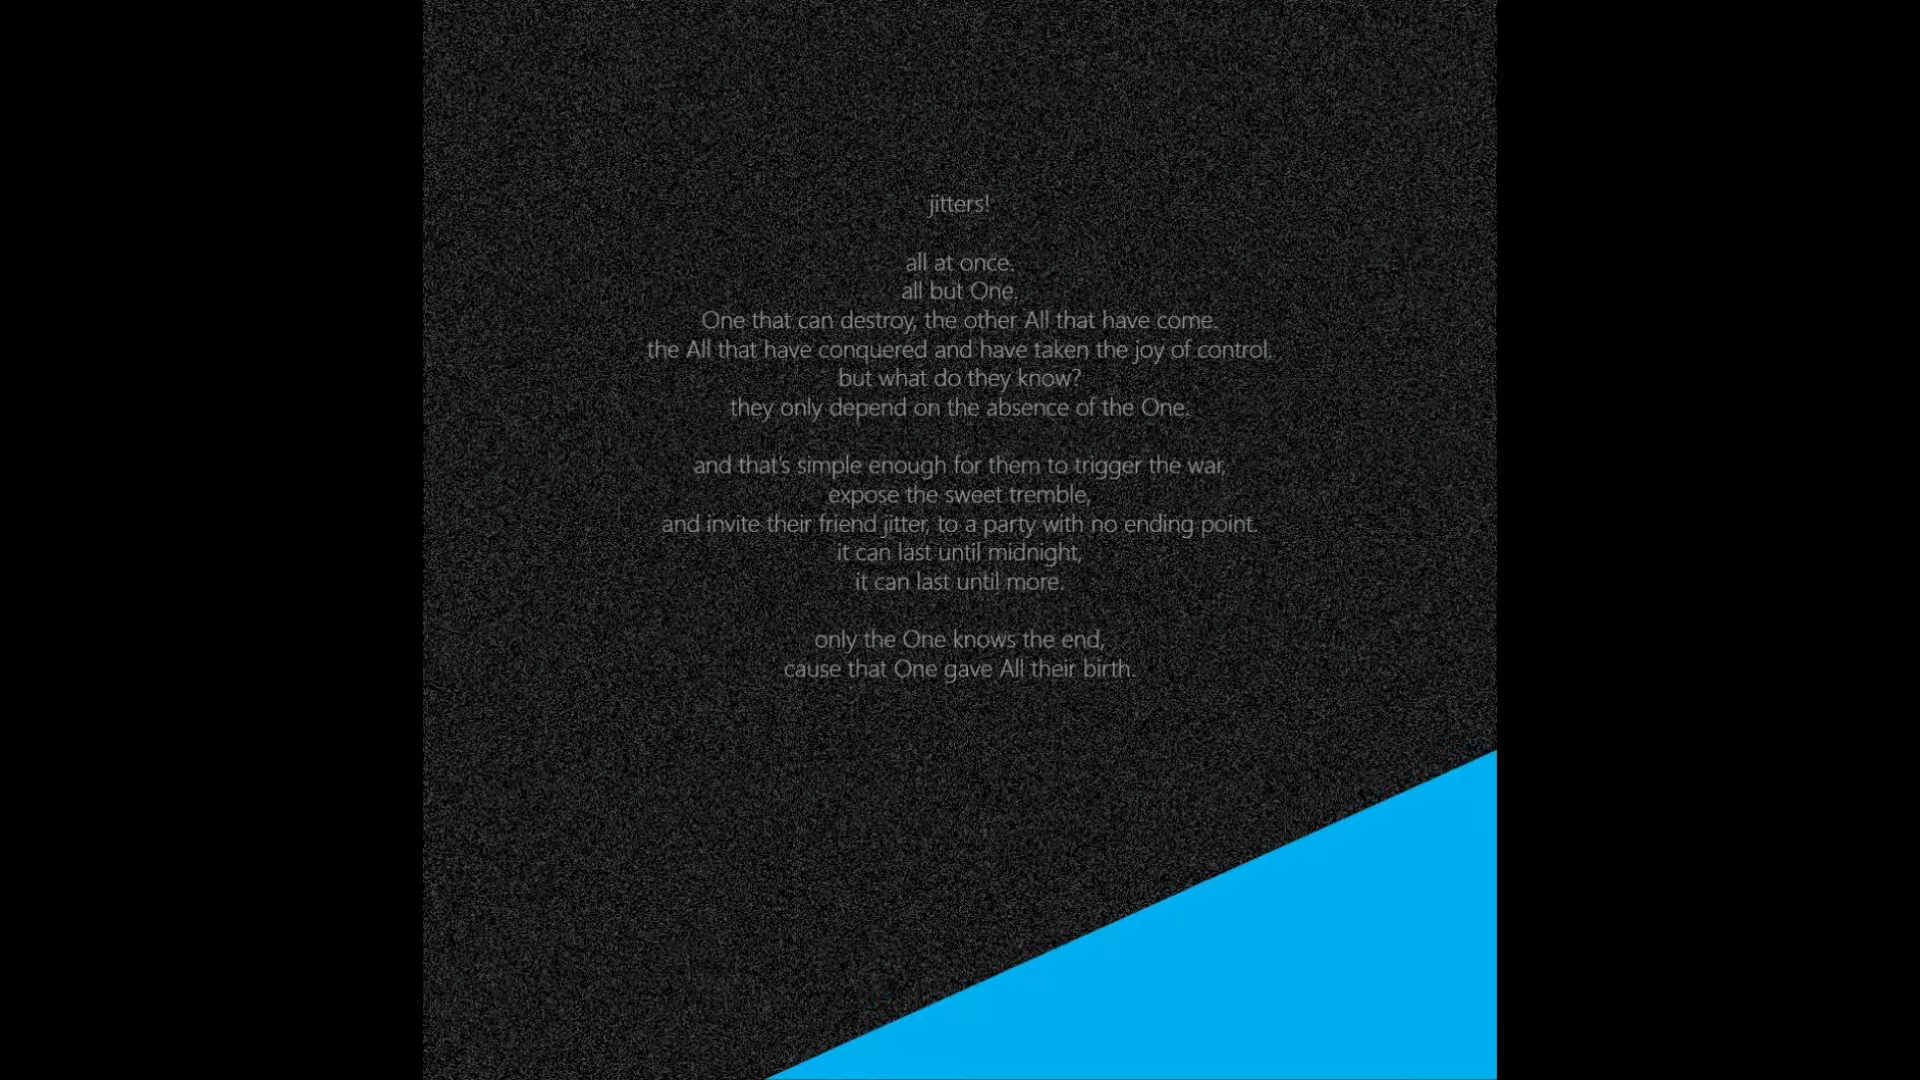 jitters!
all at once.
all but One.
One that can destroy, the other All that have come.
the All that have conquered and have taken the joy of control.
but what do they know?
they only depend on the absence of the One.
and that's simple enough for them to trigger the war,
expose the sweet tremble,
and invite their friend jitter, to a party with no ending point.
it can last until midnight,
it can last until more.
only the One knows the end,
cause that One gave All their birth.